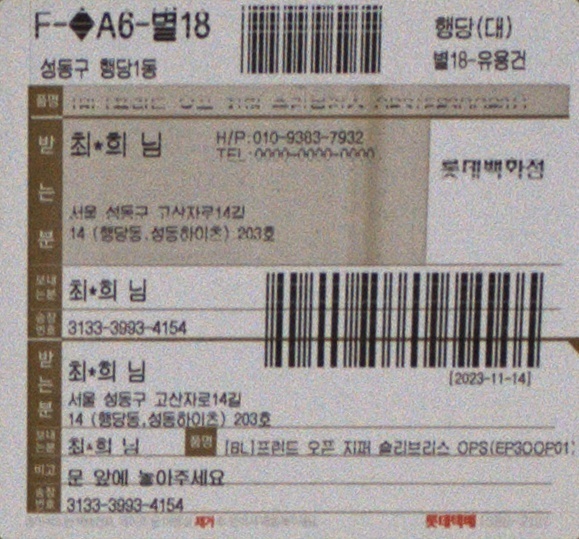 F-◆A6-별18
행당(대)
성동구 행당1동
별18-유용건
품명
받는분
최*희 님
H/P:010-9383-7932
TEL:0000-0000-0000
롯데백화점
서울 성동구 고산자로14길
14 (행당동,성동하이츠) 203호
보내는분
최*희 님
송장번호
3133-3993-4154
받는분
최*희 님
[2023-11-14]
서울 성동구 고산자로14길
14 (행당동,성동하이츠) 203호
보내는분
최*희 님
품명
[BL]프린드 오픈 지퍼 슬리브리스 OPS(EP3OOP01)
비고
문 앞에 놓아주세요
송장번호
3133-3993-4154
제거
롯데택배